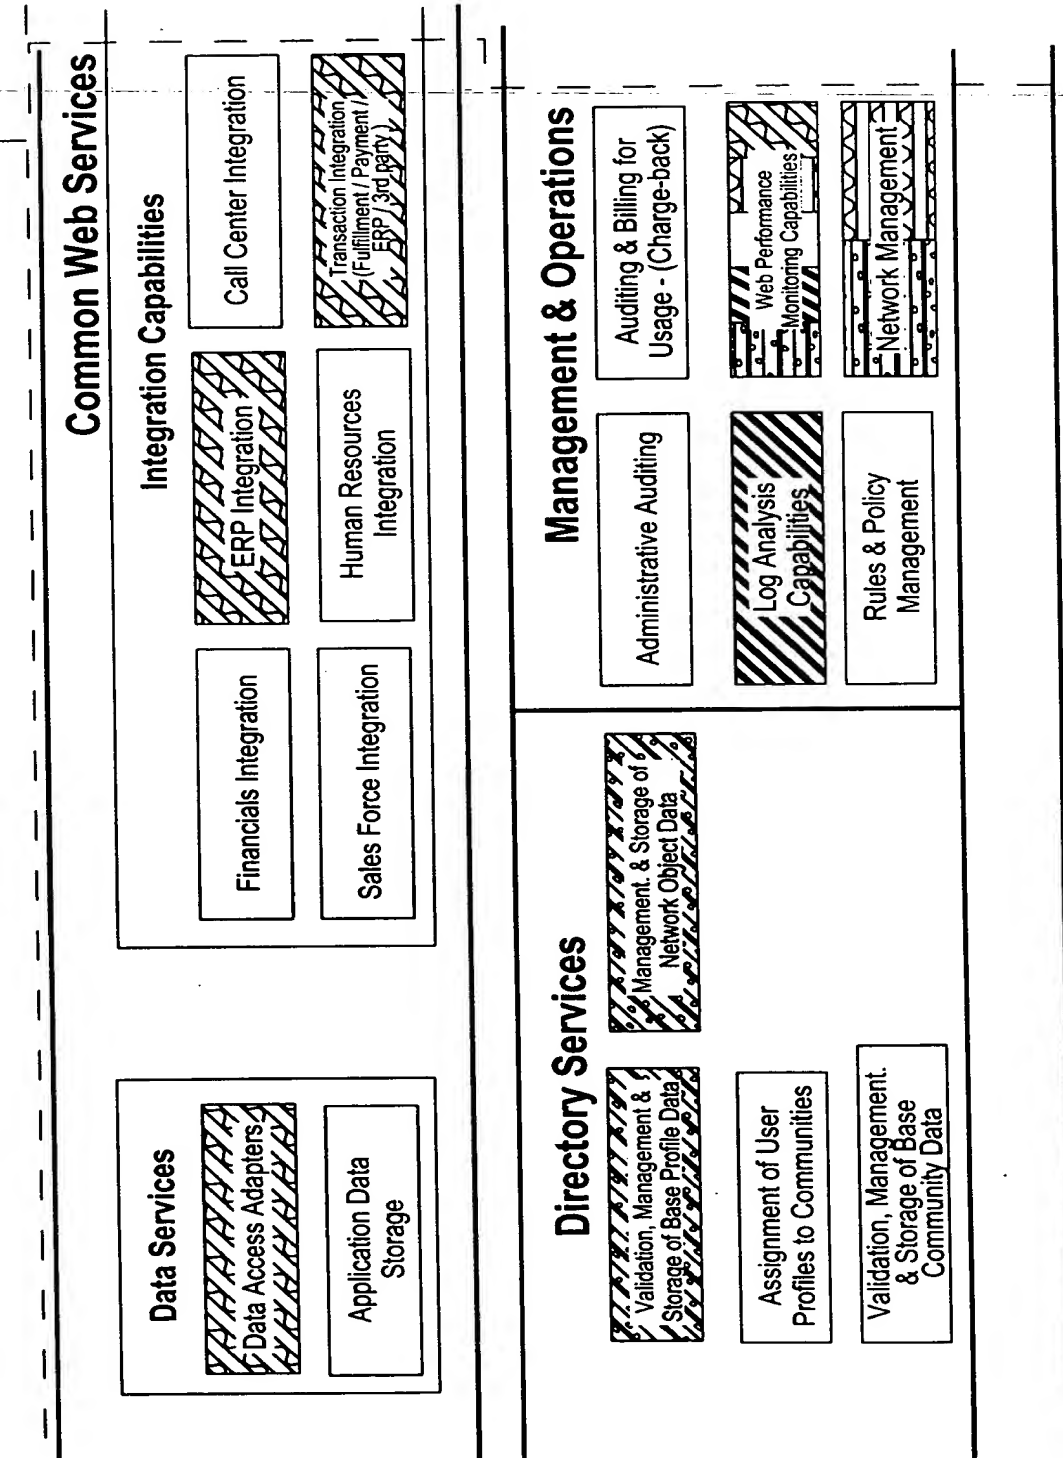 Common Web Services
Data Services
Data Access Adapters
Application Data
Storage
Integration Capabilities
Financials Integration
ERP Integration
Call Center Integration
Sales Force Integration
Human Resources
Integration
Transaction Integration
(Fulfillment / Payment /
ERP / 3rd party)
Directory Services
Validation, Management &
Storage of Base Profile Data
Management. & Storage of
Network Object Data
Assignment of User
Profiles to Communities
Validation, Management.
& Storage of Base
Community Data
Management & Operations
Administrative Auditing
Auditing & Billing for
Usage - (Charge-back)
Log Analysis
Capabilities
Web Perfomance
Monitoring Capabilities
Rules & Policy
Management
Network Management